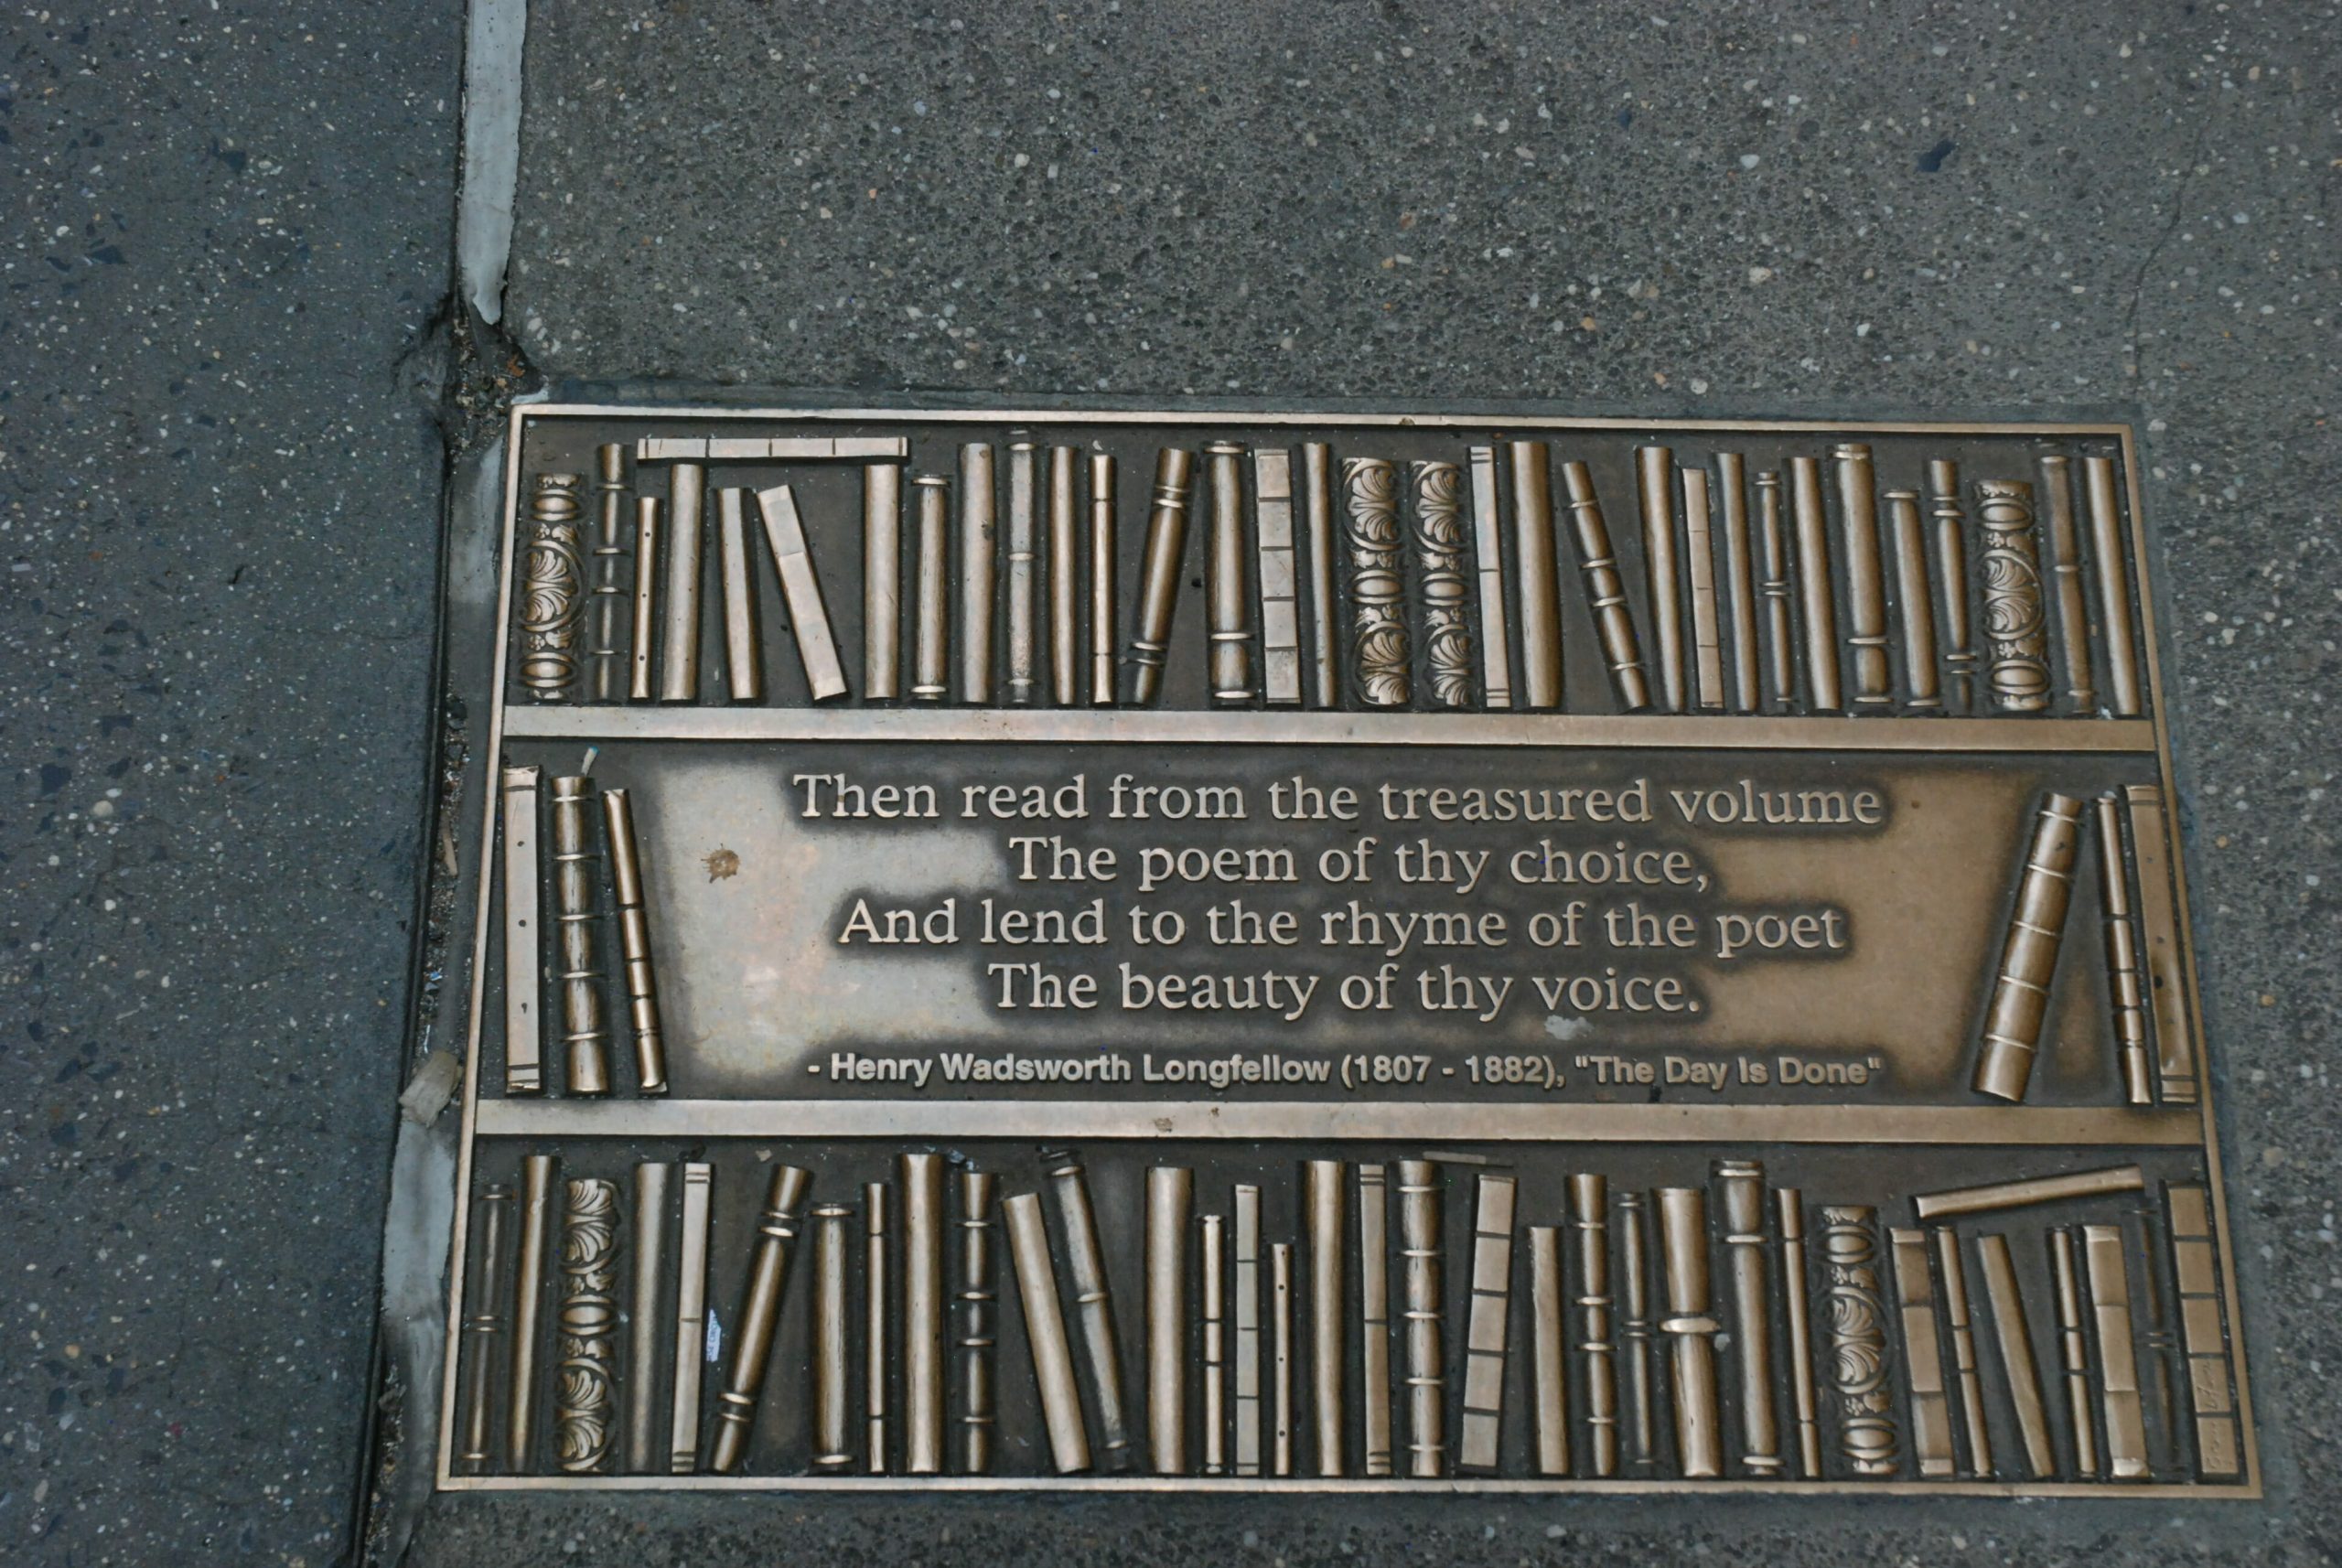 Then read from the treasured volume
The poem of thy choice,
And lend to the rhyme of the poet
The beauty of thy voice.
- Henry Wadsworth Longfellow (1807 - 1882), "The Day Is Done"